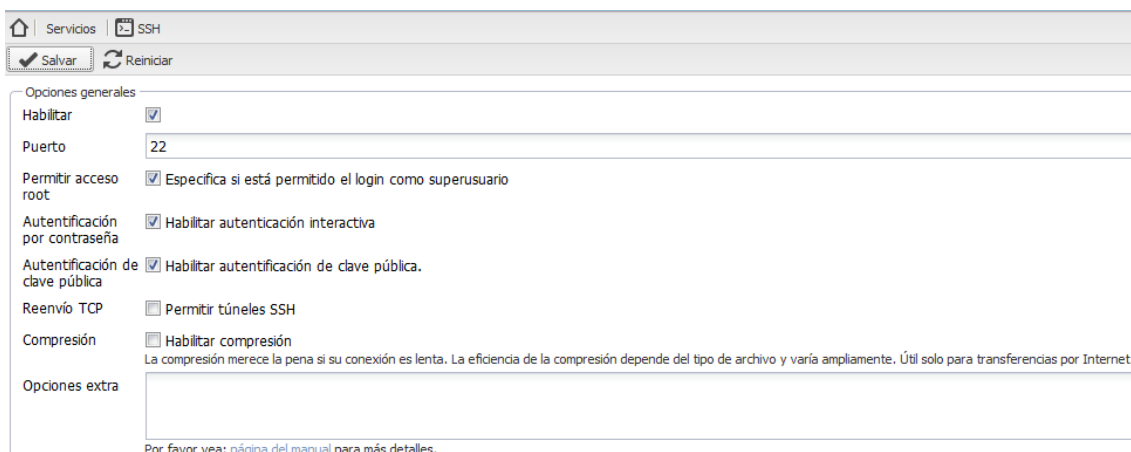 Servicios SSH
Salvar Reiniciar
Opciones generales
Habilitar
Puerto 22
Permitir acceso root Especifica si está permitido el login como superusuario
Autentificación por contraseña Habilitar autenticación interactiva
Autentificación de clave pública Habilitar autentificación de clave pública.
Reenvío TCP Permitir túneles SSH
Compresión Habilitar compresión
La compresión merece la pena si su conexión es lenta. La eficiencia de la compresión depende del tipo de archivo y varía ampliamente. Útil solo para transferencias por Internet
Opciones extra
Por favor vea: página del manual para más detalles.